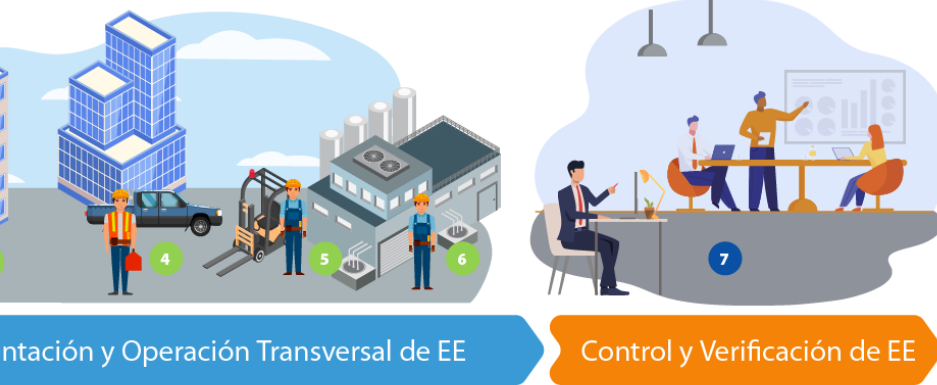 4
5
6
7
ntación y Operación Transversal de EE
Control y Verificación de EE